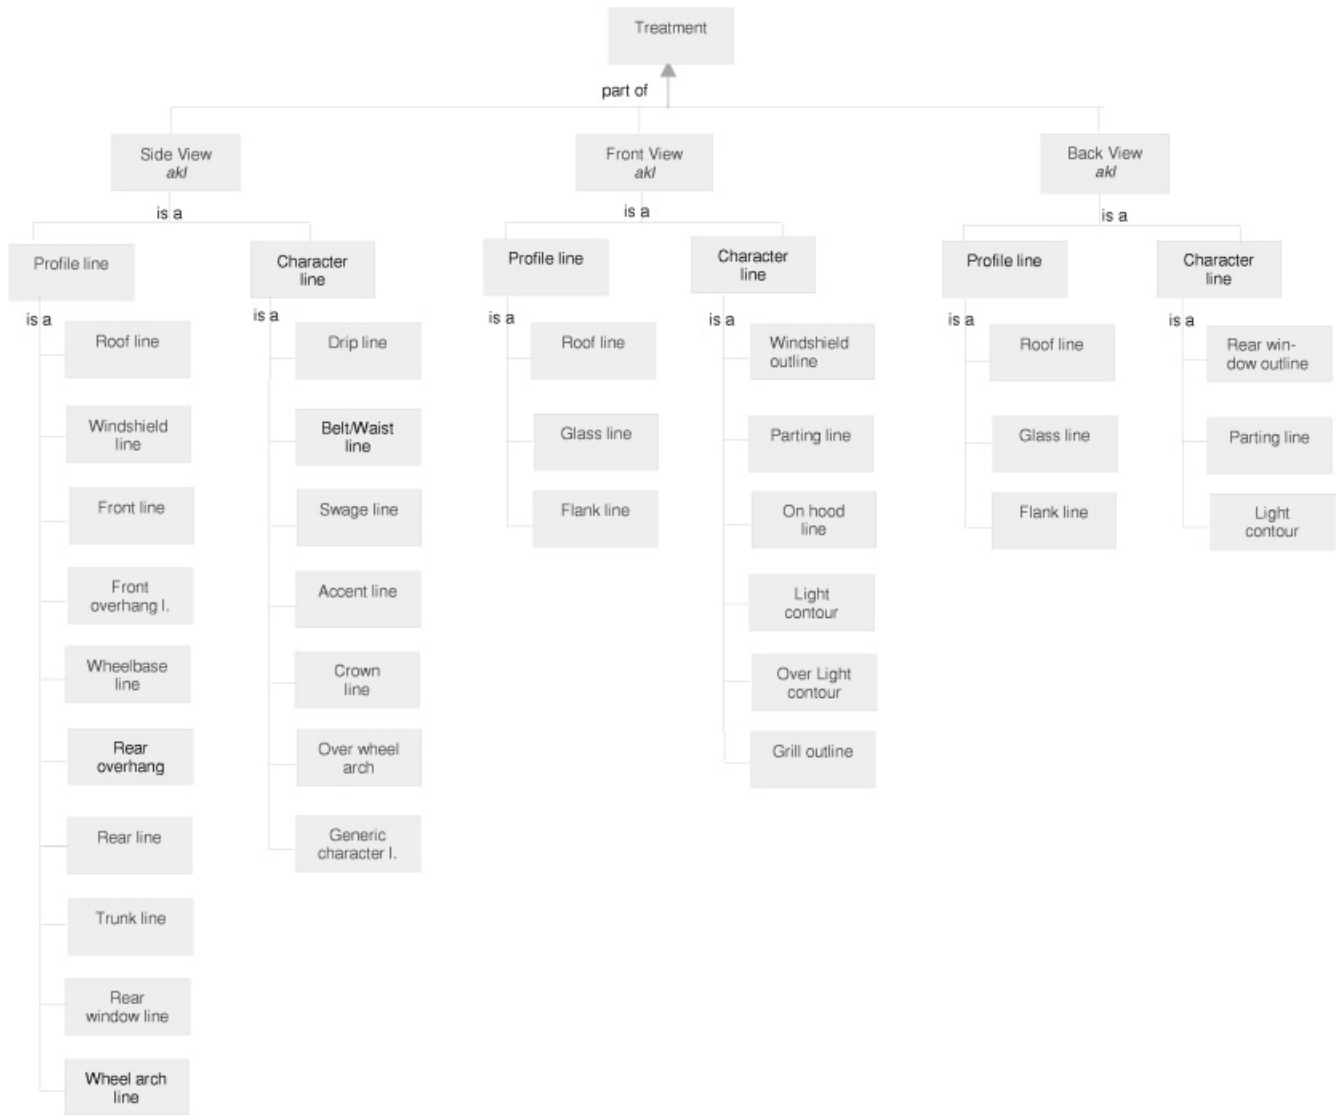 Treatment
part of
Side View
akl
Front View
akl
Back View
akl
is a
is a
is a
Profile line
Character
line
Profile line
Character
line
Profile line
Character
line
is a
is a
is a
is a
is a
is a
Roof line
Windshield
line
Front line
Front
overhang l.
Wheelbase
line
Rear
overhang
Rear line
Trunk line
Rear
window line
Wheel arch
line
Drip line
Belt/Waist
line
Swage line
Accent line
Crown
line
Over wheel
arch
Generic
character l.
Roof line
Glass line
Flank line
Windshield
outline
Parting line
On hood
line
Light
contour
Over Light
contour
Grill outline
Roof line
Glass line
Flank line
Rear win-
dow outline
Parting line
Light
contour